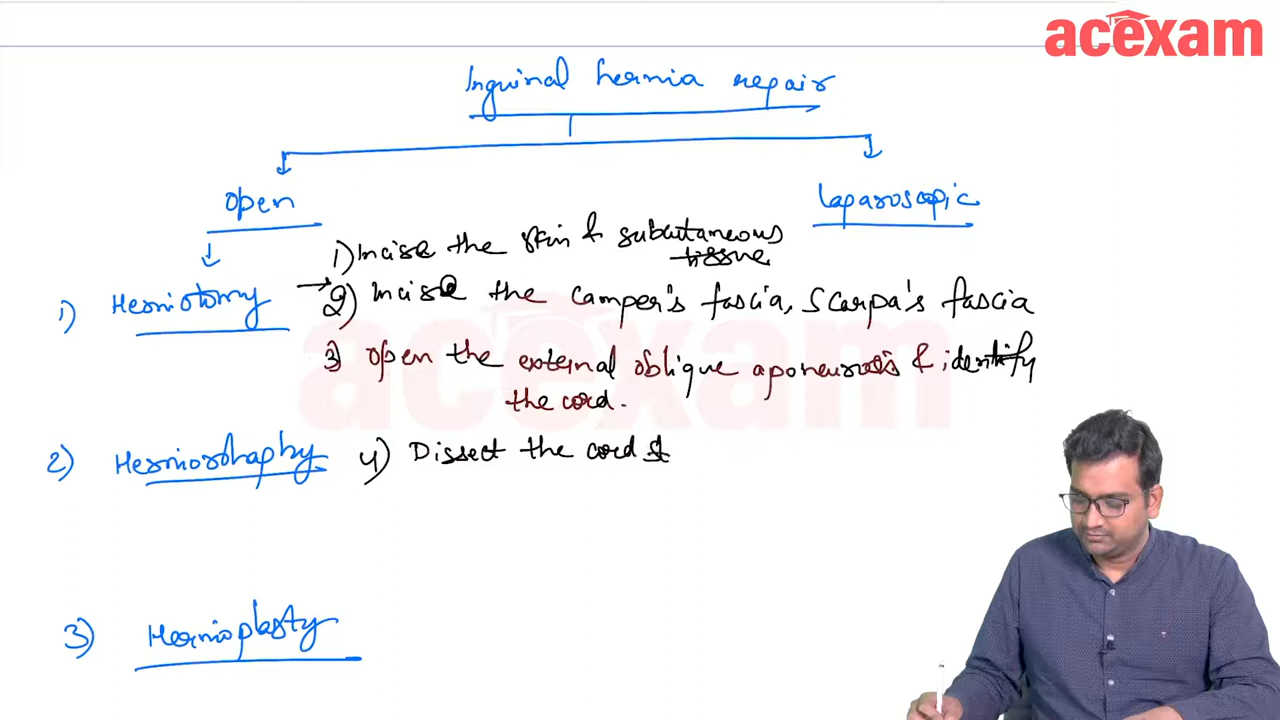 acexam
Inguinal hernia repair
open
laparoscopic
1) Incise the skin & subcutaneous
tissue
1) Herniotomy
→ 2) Incise the camper's fascia, Scarpa's fascia
3) open the external oblique aponeurosis & identify
the cord.
acexam
2) Herniorrhaphy
4) Dissect the cord st
3) Hernioplasty